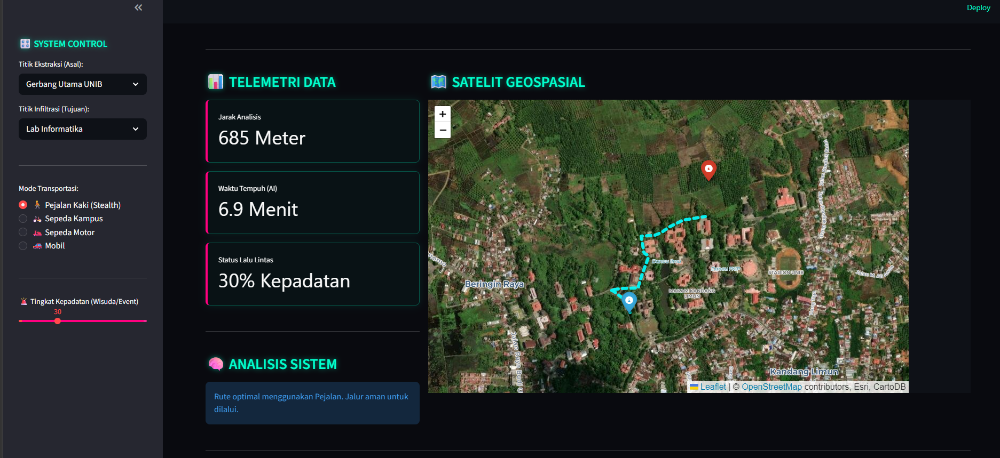 Deploy
SYSTEM CONTROL
Titik Ekstraksi (Asal):
Gerbang Utama UNIB
Titik Infiltrasi (Tujuan):
Lab Informatika
Mode Transportasi:
Pejalan Kaki (Stealth)
Sepeda Kampus
Sepeda Motor
Mobil
Tingkat Kepadatan (Wisuda/Event)
30
TELEMETRI DATA
Jarak Analisis
685 Meter
Waktu Tempuh (AI)
6.9 Menit
Status Lalu Lintas
30% Kepadatan
ANALISIS SISTEM
Rute optimal menggunakan Pejalan. Jalur aman untuk
dilalui.
SATELIT GEOSPASIAL
+
−
Danau Ilmu
Danau FKIP
STADION UNIB
Jalan M. Ali Amin
Beringin Raya
MAKAM KANDANG
LIMUN
Jalan Raya Budi U
Kandang Limun
Leaflet | © OpenStreetMap contributors, Esri, CartoDB